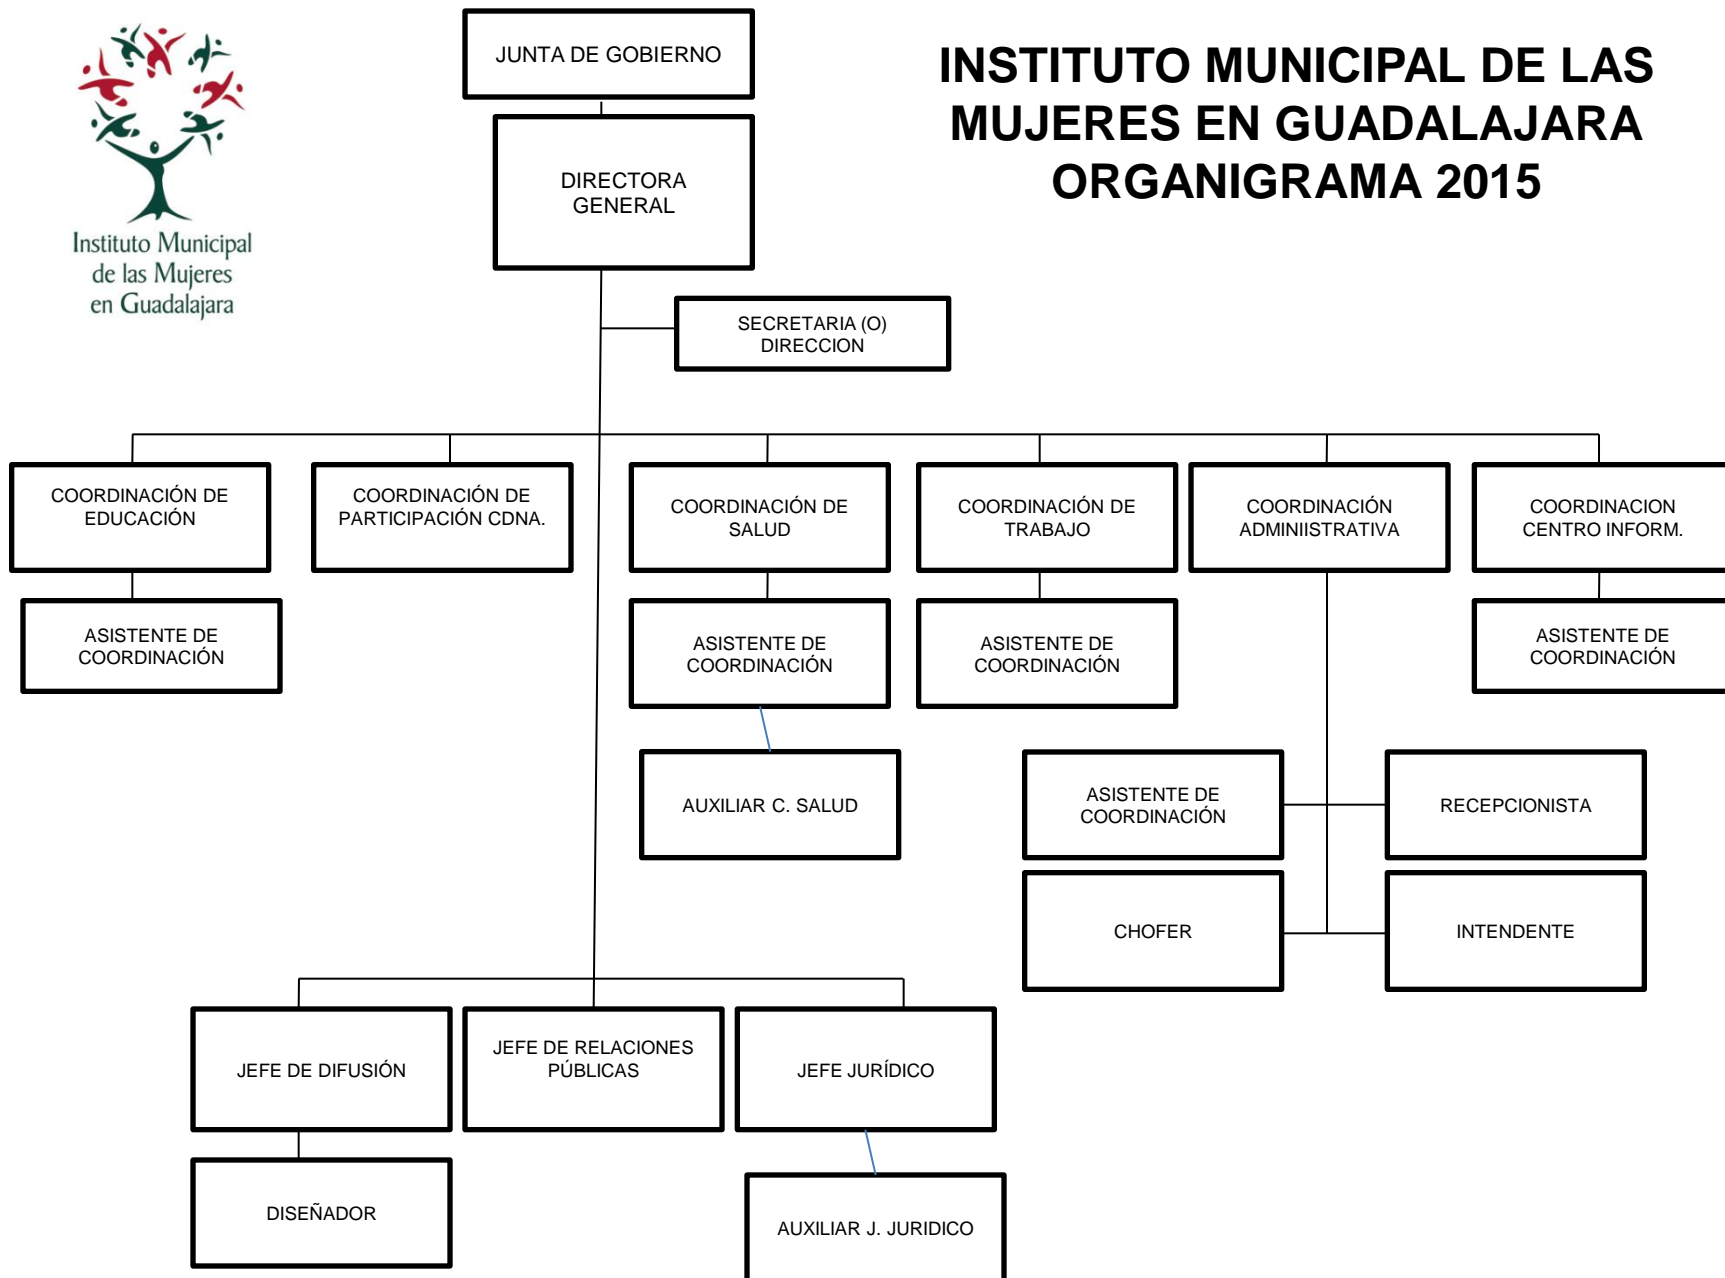 Instituto Municipal
de las Mujeres
en Guadalajara
JUNTA DE GOBIERNO
INSTITUTO MUNICIPAL DE LAS
MUJERES EN GUADALAJARA
ORGANIGRAMA 2015
DIRECTORA
GENERAL
SECRETARIA (O)
DIRECCION
COORDINACIÓN DE
EDUCACIÓN
COORDINACIÓN DE
PARTICIPACIÓN CDNA.
COORDINACIÓN DE
SALUD
COORDINACIÓN DE
TRABAJO
COORDINACIÓN
ADMINIISTRATIVA
COORDINACION
CENTRO INFORM.
ASISTENTE DE
COORDINACIÓN
ASISTENTE DE
COORDINACIÓN
ASISTENTE DE
COORDINACIÓN
ASISTENTE DE
COORDINACIÓN
AUXILIAR C. SALUD
ASISTENTE DE
COORDINACIÓN
RECEPCIONISTA
CHOFER
INTENDENTE
JEFE DE DIFUSIÓN
JEFE DE RELACIONES
PÚBLICAS
JEFE JURÍDICO
DISEÑADOR
AUXILIAR J. JURIDICO